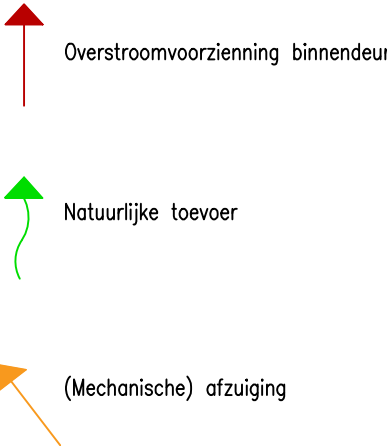 Overstroomvoorzienning binnendeur
Natuurlijke toevoer
(Mechanische) afzuiging